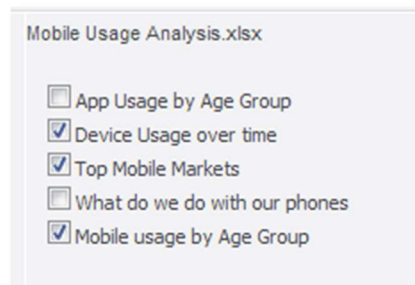 Mobile Usage Analysis.xlsx
App Usage by Age Group
Device Usage over time
Top Mobile Markets
What do we do with our phones
Mobile usage by Age Group